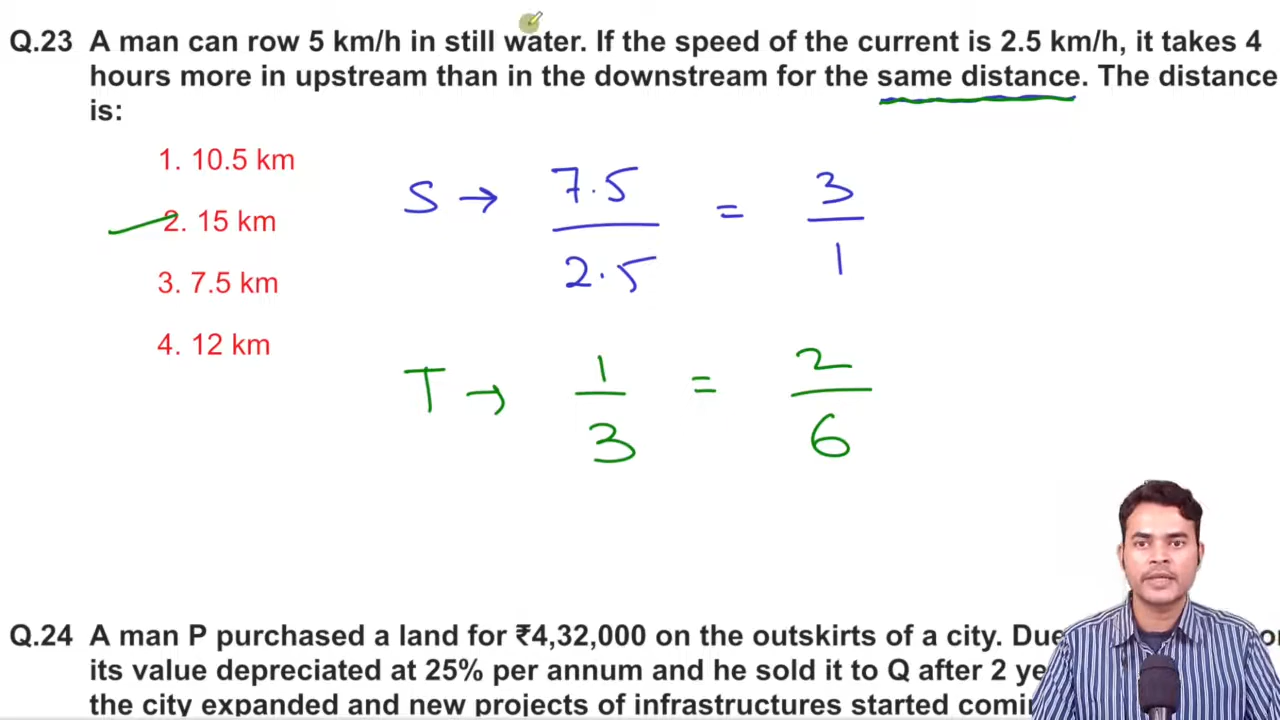 Q.23 A man can row 5 km/h in still water. If the speed of the current is 2.5 km/h, it takes 4
hours more in upstream than in the downstream for the same distance. The distance
is:
1. 10.5 km
2. 15 km
3. 7.5 km
4. 12 km
S → 7.5/2.5 = 3/1
T → 1/3 = 2/6
Q.24 A man P purchased a land for ₹4,32,000 on the outskirts of a city. Due
its value depreciated at 25% per annum and he sold it to Q after 2
the city expanded and new projects of infrastructures started